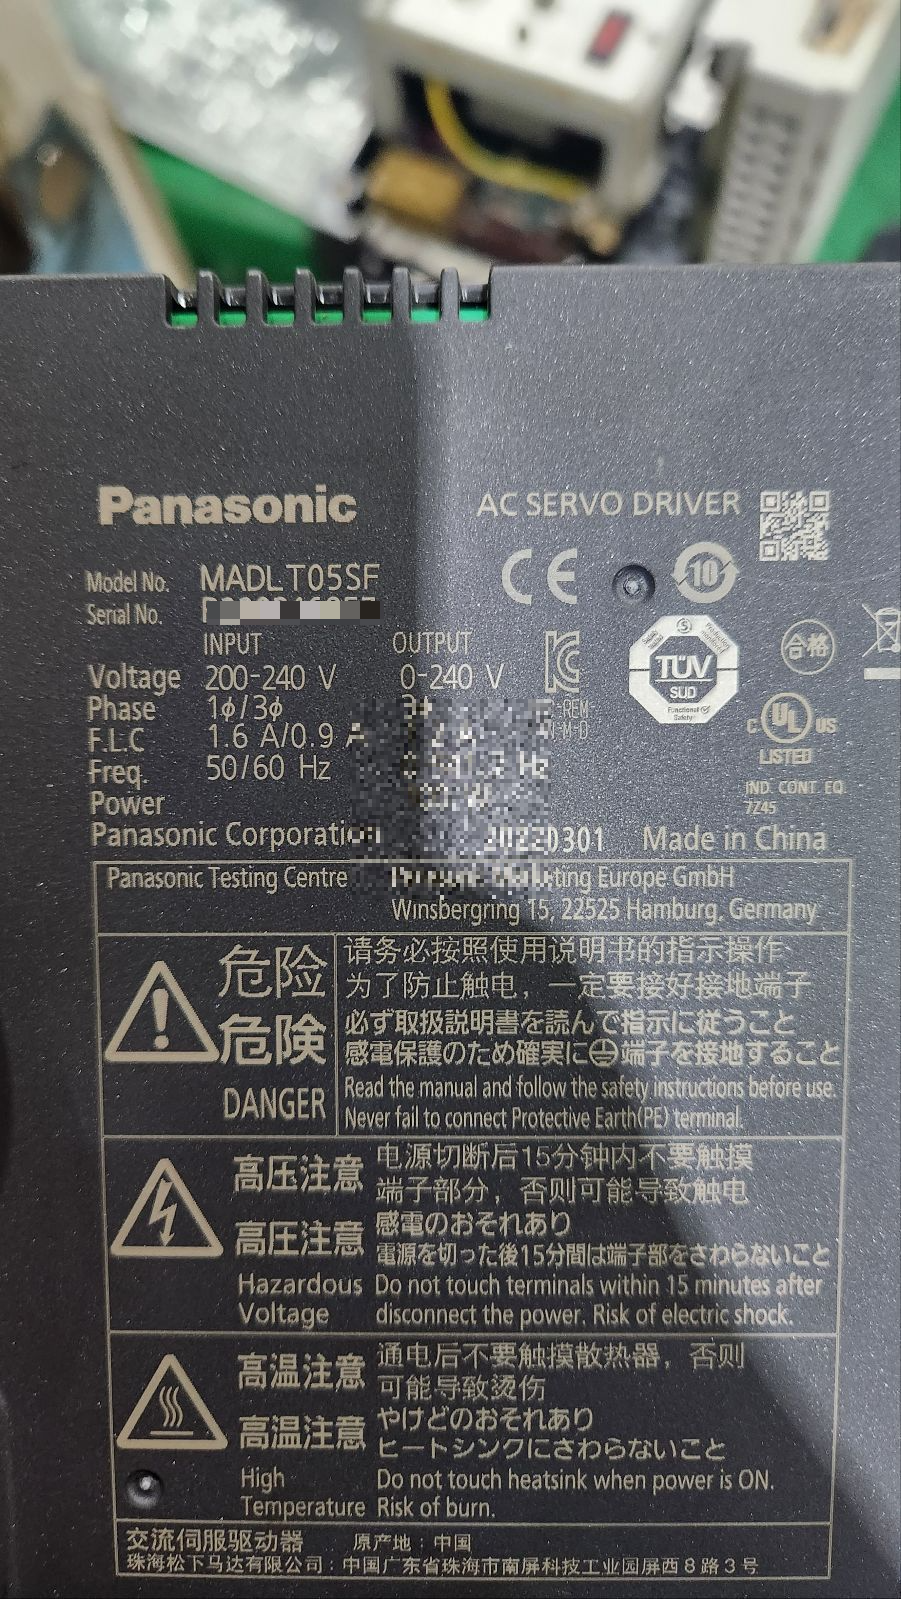 Panasonic
AC SERVO DRIVER
Model No. MADLT05SF
CE
10
Serial No.
INPUT OUTPUT
TÜV
SUD
Functional
Safety
合格
Voltage 200-240 V 0-240 V
Phase 1ϕ/3ϕ
F.L.C 1.6 A/0.9
c UL US
LISTED
Freq. 50/60 Hz Hz
IND. CONT. EQ.
7Z45
Power
Panasonic Corporation 0301 Made in China
Panasonic Testing Centre ting Europe GmbH
Winsbergring 15, 22525 Hamburg, Germany
危险
危険
DANGER
请务必按照使用说明书的指示操作
为了防止触电，一定要接好接地端子
必ず取扱説明書を読んで指示に従うこと
感電保護のため確実に端子を接地すること
Read the manual and follow the safety instructions before use.
Never fail to connect Protective Earth(PE) terminal.
高压注意
高圧注意
Hazardous
Voltage
电源切断后15分钟内不要触摸
端子部分，否则可能导致触电
感電のおそれあり
電源を切った後15分間は端子部をさわらないこと
Do not touch terminals within 15 minutes after
disconnect the power. Risk of electric shock.
高温注意
高温注意
High
Temperature
通电后不要触摸散热器，否则
可能导致烫伤
やけどのおそれあり
ヒートシンクにさわらないこと
Do not touch heatsink when power is ON.
Risk of burn.
交流伺服驱动器 原产地：中国
珠海松下马达有限公司：中国广东省珠海市南屏科技工业园屏西8路3号